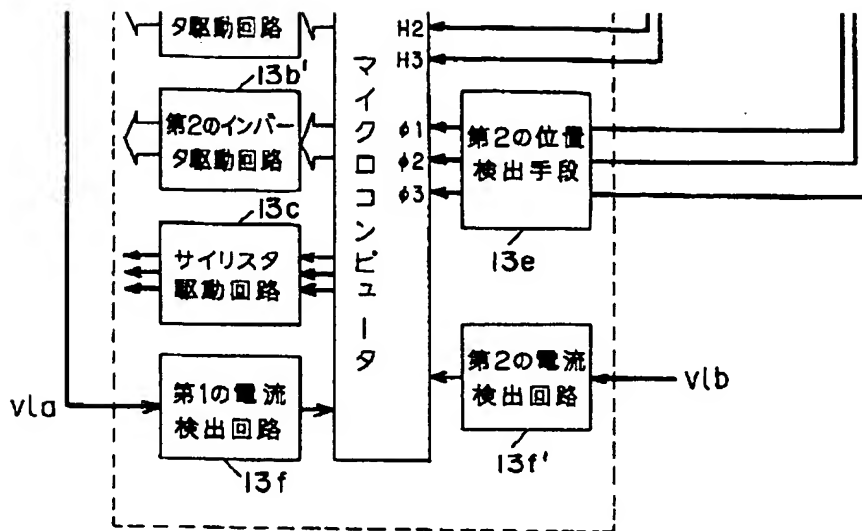 タ駆動回路
H2
H3
13b'
第2のインバー
タ駆動回路
マイクロコンピュータ
φ1
φ2
φ3
第2の位置
検出手段
13e
13c
サイリスタ
駆動回路
第1の電流
検出回路
13f
vla
第2の電流
検出回路
13f'
vlb